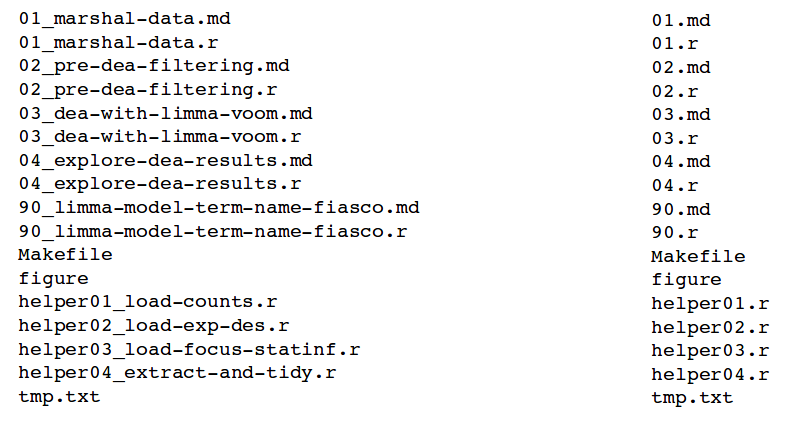 01_marshal-data.md
01_marshal-data.r
02_pre-dea-filtering.md
02_pre-dea-filtering.r
03_dea-with-limma-voom.md
03_dea-with-limma-voom.r
04_explore-dea-results.md
04_explore-dea-results.r
90_limma-model-term-name-fiasco.md
90_limma-model-term-name-fiasco.r
Makefile
figure
helper01_load-counts.r
helper02_load-exp-des.r
helper03_load-focus-statinf.r
helper04_extract-and-tidy.r
tmp.txt
01.md
01.r
02.md
02.r
03.md
03.r
04.md
04.r
90.md
90.r
Makefile
figure
helper01.r
helper02.r
helper03.r
helper04.r
tmp.txt